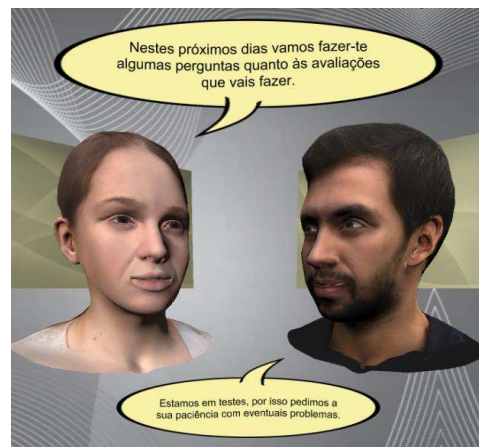 Nestes próximos dias vamos fazer-te
algumas perguntas quanto às avaliações
que vais fazer.
Estamos em testes, por isso pedimos a
sua paciência com eventuais problemas.